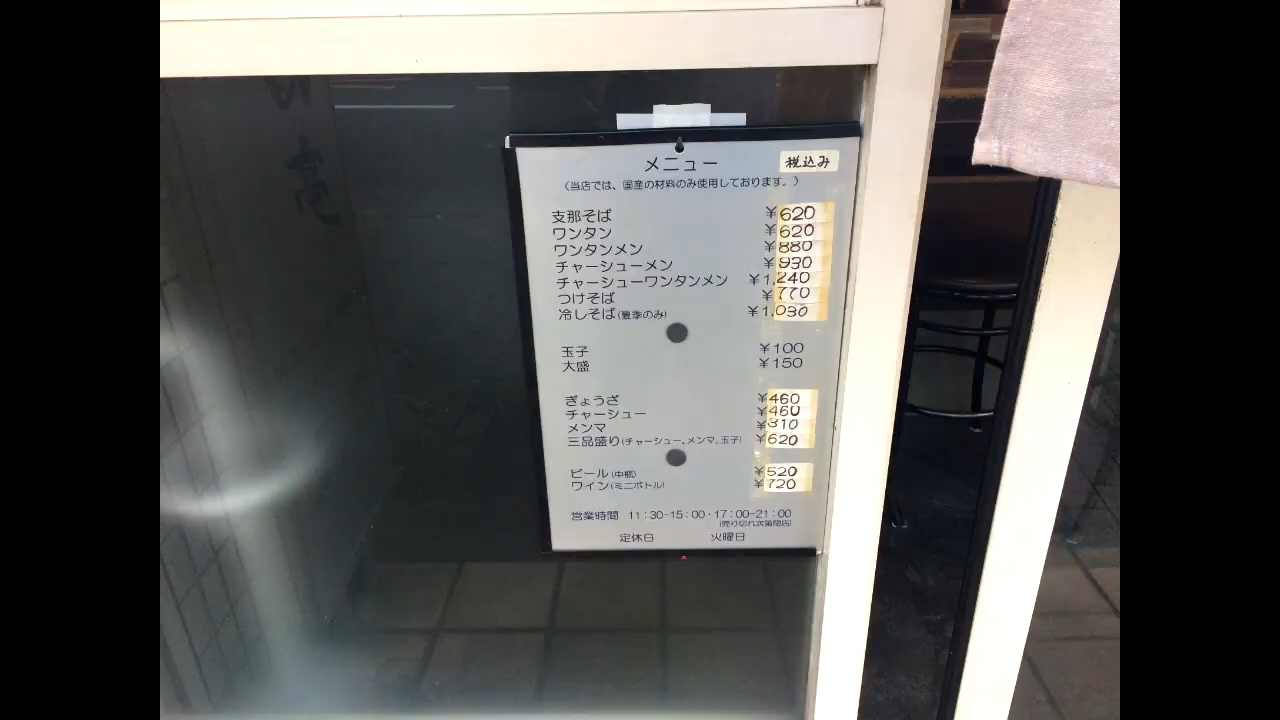 メニュー 税込み
（当店では、国産の材料のみ使用しております。）
支那そば ￥620
ワンタン ￥620
ワンタンメン ￥880
チャーシューメン ￥930
チャーシューワンタンメン ￥1,240
つけそば ￥770
冷しそば(夏季のみ) ￥1,030
玉子 ￥100
大盛 ￥150
ぎょうざ ￥460
チャーシュー ￥460
メンマ ￥310
三品盛り(チャーシュー、メンマ、玉子) ￥620
ビール(中瓶) ￥520
ワイン(ミニボトル) ￥720
営業時間 11：30-15：00・17：00-21：00
(売り切れ次第閉店)
定休日 火曜日
亮